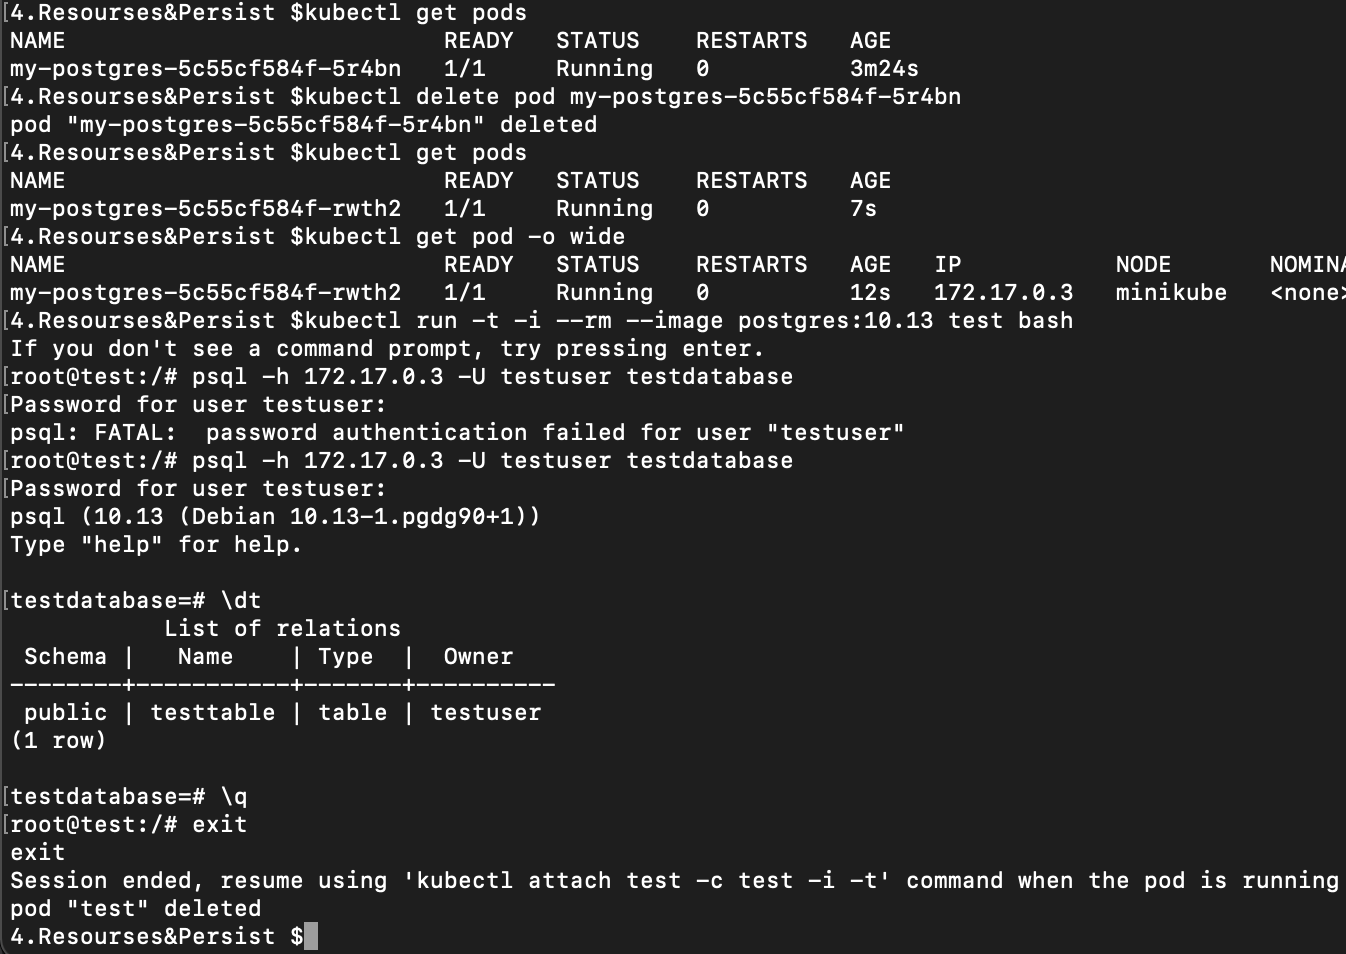 [4.Resourses&Persist $kubectl get pods
NAME                           READY   STATUS    RESTARTS   AGE
my-postgres-5c55cf584f-5r4bn   1/1     Running   0          3m24s
[4.Resourses&Persist $kubectl delete pod my-postgres-5c55cf584f-5r4bn
pod "my-postgres-5c55cf584f-5r4bn" deleted
[4.Resourses&Persist $kubectl get pods
NAME                           READY   STATUS    RESTARTS   AGE
my-postgres-5c55cf584f-rwth2   1/1     Running   0          7s
[4.Resourses&Persist $kubectl get pod -o wide
NAME                           READY   STATUS    RESTARTS   AGE   IP           NODE       NOMINA
my-postgres-5c55cf584f-rwth2   1/1     Running   0          12s   172.17.0.3   minikube   <none>
[4.Resourses&Persist $kubectl run -t -i --rm --image postgres:10.13 test bash
If you don't see a command prompt, try pressing enter.
[root@test:/# psql -h 172.17.0.3 -U testuser testdatabase
[Password for user testuser:
psql: FATAL:  password authentication failed for user "testuser"
[root@test:/# psql -h 172.17.0.3 -U testuser testdatabase
[Password for user testuser:
psql (10.13 (Debian 10.13-1.pgdg90+1))
Type "help" for help.
[testdatabase=# \dt
           List of relations
 Schema |   Name    | Type  |  Owner
--------+-----------+-------+----------
 public | testtable | table | testuser
(1 row)
[testdatabase=# \q
[root@test:/# exit
exit
Session ended, resume using 'kubectl attach test -c test -i -t' command when the pod is running
pod "test" deleted
4.Resourses&Persist $